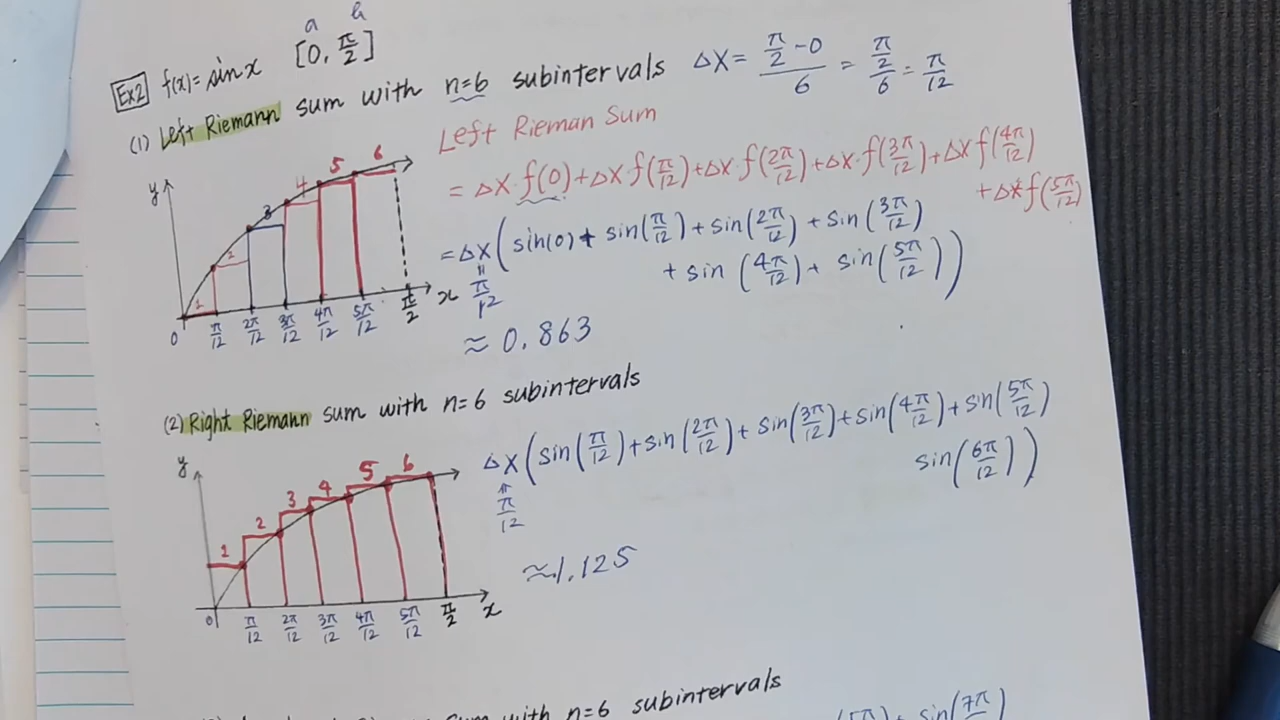 a b
Ex2 f(x)= sin x [0, π/2]
(1) Left Riemann sum with n=6 subintervals Δx = (π/2 - 0)/6 = (π/2)/6 = π/12
Left Rieman Sum
= Δx·f(0)+Δx·f(π/12)+Δx·f(2π/12)+Δx·f(3π/12)+Δx f(4π/12)
+Δx f(5π/12)
=Δx(sin(0)+ sin(π/12)+sin(2π/12)+ sin(3π/12)
+ sin (4π/12)+ sin(5π/12))
= π/12
≈ 0.863
y
1 2 3 4 5 6
0 π/12 2π/12 3π/12 4π/12 5π/12 π/2 x
(2) Right Riemann sum with n=6 subintervals
Δx(sin(π/12)+sin(2π/12)+ sin(3π/12)+sin(4π/12)+sin(5π/12)
sin(6π/12))
= π/12
≈1.125
y
1 2 3 4 5 6
0 π/12 2π/12 3π/12 4π/12 5π/12 π/2 x
sum with n=6 subintervals
sin(7π